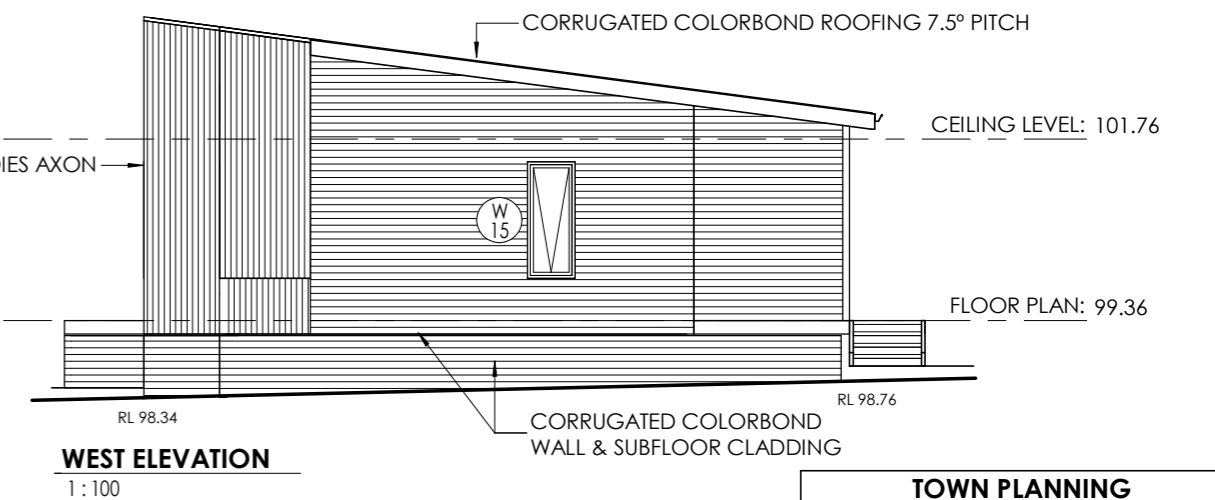 CORRUGATED COLORBOND ROOFING 7.5º PITCH
CEILING LEVEL: 101.76
AXON
W
15
FLOOR PLAN: 99.36
RL 98.34
RL 98.76
CORRUGATED COLORBOND
WALL & SUBFLOOR CLADDING
WEST ELEVATION
1 : 100
TOWN PLANNING